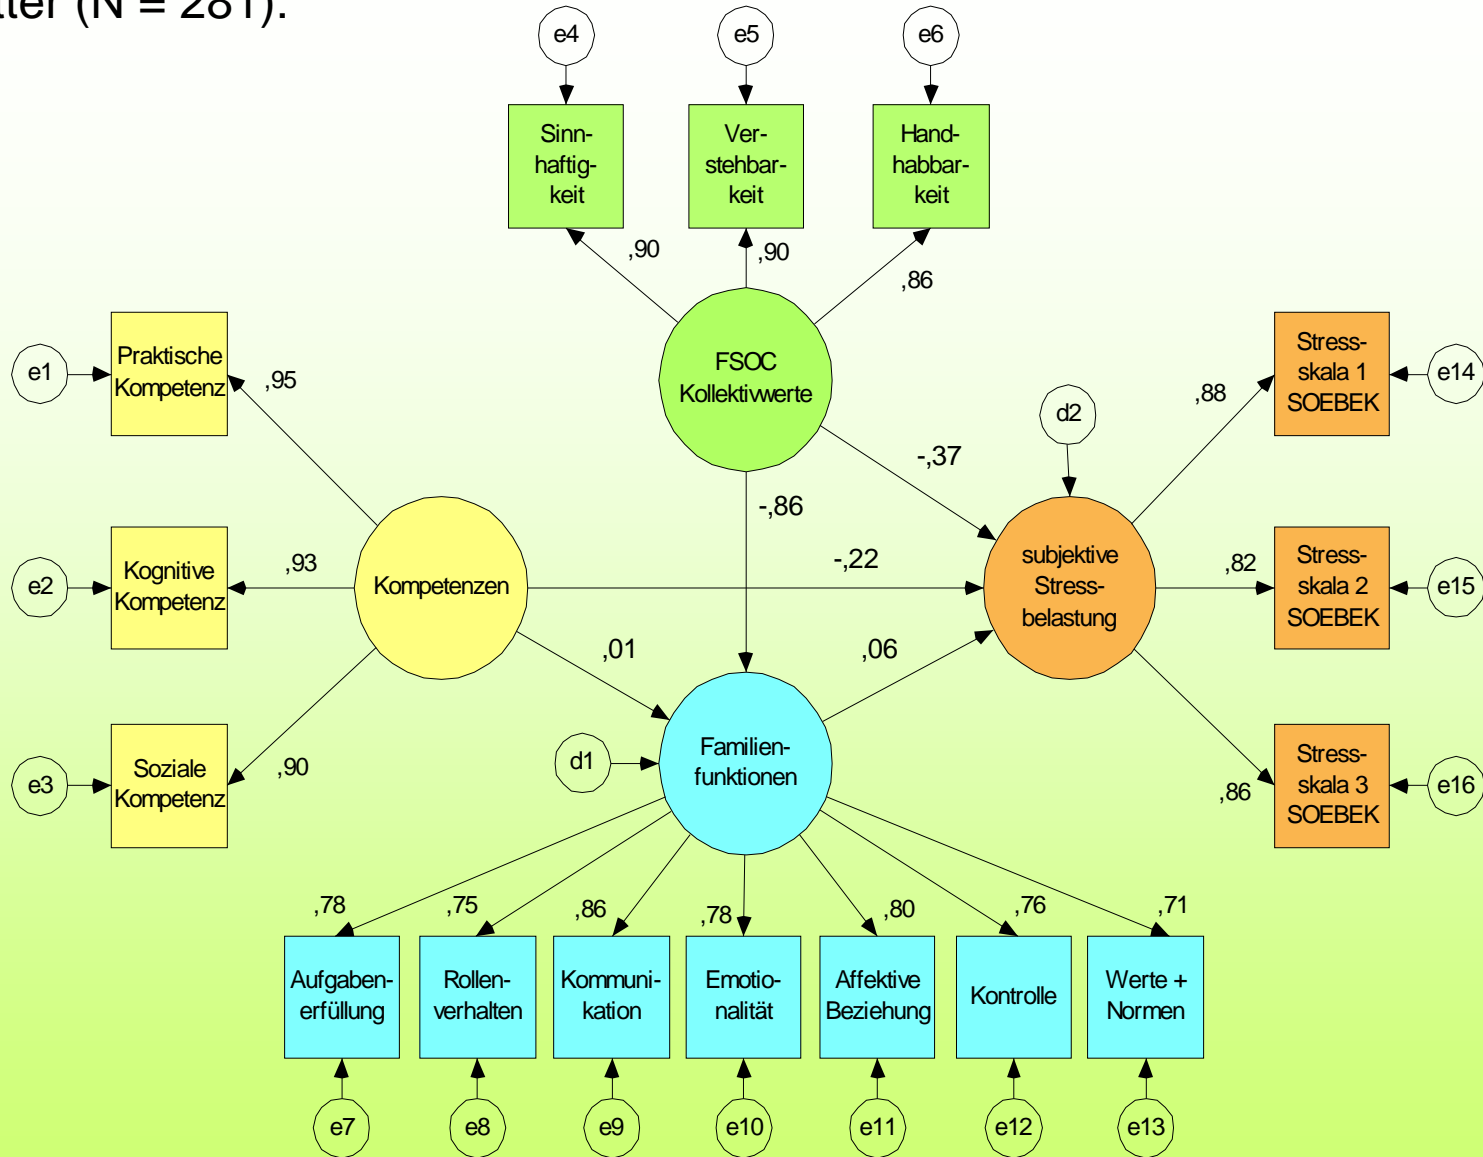 (N = 281).
e4
e5
e6
Sinn-
haftig-
keit
Ver-
stehbar-
keit
Hand-
habbar-
keit
,90
,90
,86
FSOC
Kollektivwerte
e1
Praktische
Kompetenz
,95
d2
Stress-
skala 1
SOEBEK
e14
,88
-,37
-,86
e2
Kognitive
Kompetenz
,93
Kompetenzen
-,22
subjektive
Stress-
belastung
,82
Stress-
skala 2
SOEBEK
e15
,01
,06
e3
Soziale
Kompetenz
,90
d1
Familien-
funktionen
,86
Stress-
skala 3
SOEBEK
e16
,78
,75
,86
,78
,80
,76
,71
Aufgaben-
erfüllung
Rollen-
verhalten
Kommuni-
kation
Emotio-
nalität
Affektive
Beziehung
Kontrolle
Werte +
Normen
e7
e8
e9
e10
e11
e12
e13